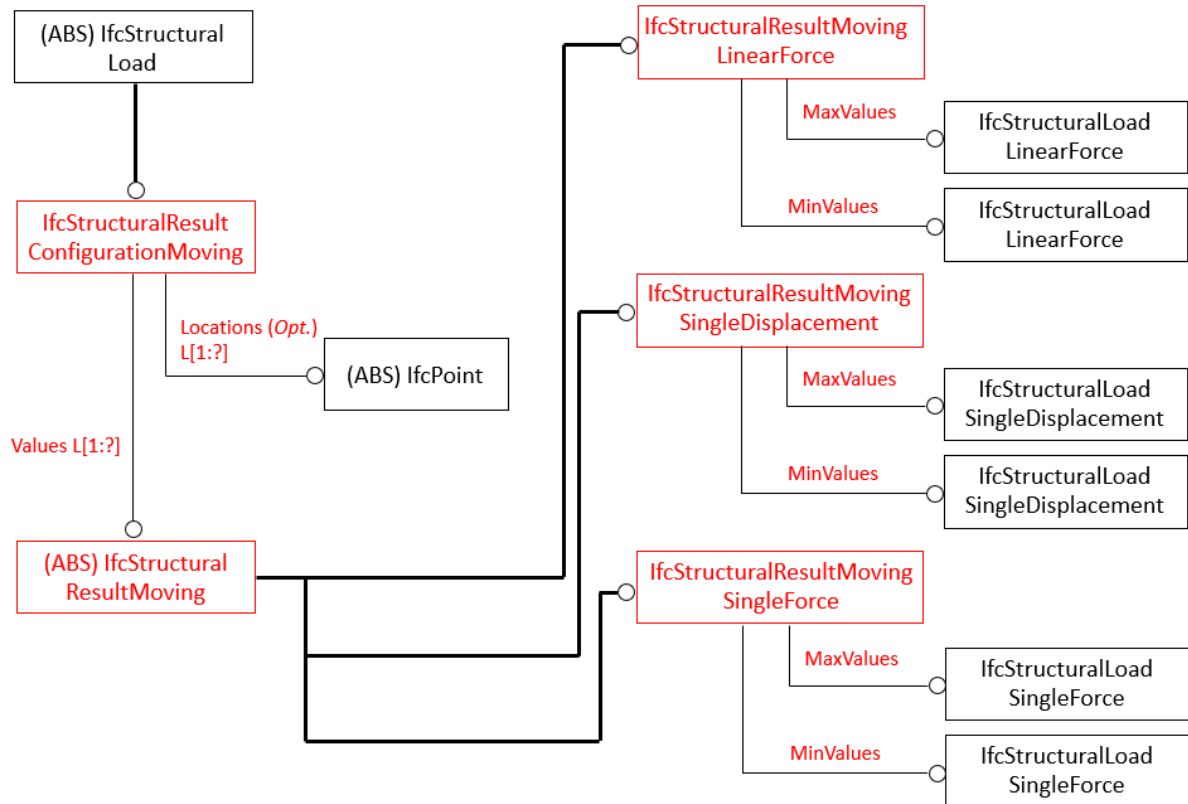 (ABS) IfcStructural
Load
IfcStructuralResult
ConfigurationMoving
Locations (Opt.)
L[1:?]
(ABS) IfcPoint
Values L[1:?]
(ABS) IfcStructural
ResultMoving
IfcStructuralResultMoving
LinearForce
MaxValues
IfcStructuralLoad
LinearForce
MinValues
IfcStructuralLoad
LinearForce
IfcStructuralResultMoving
SingleDisplacement
MaxValues
IfcStructuralLoad
SingleDisplacement
MinValues
IfcStructuralLoad
SingleDisplacement
IfcStructuralResultMoving
SingleForce
MaxValues
IfcStructuralLoad
SingleForce
MinValues
IfcStructuralLoad
SingleForce